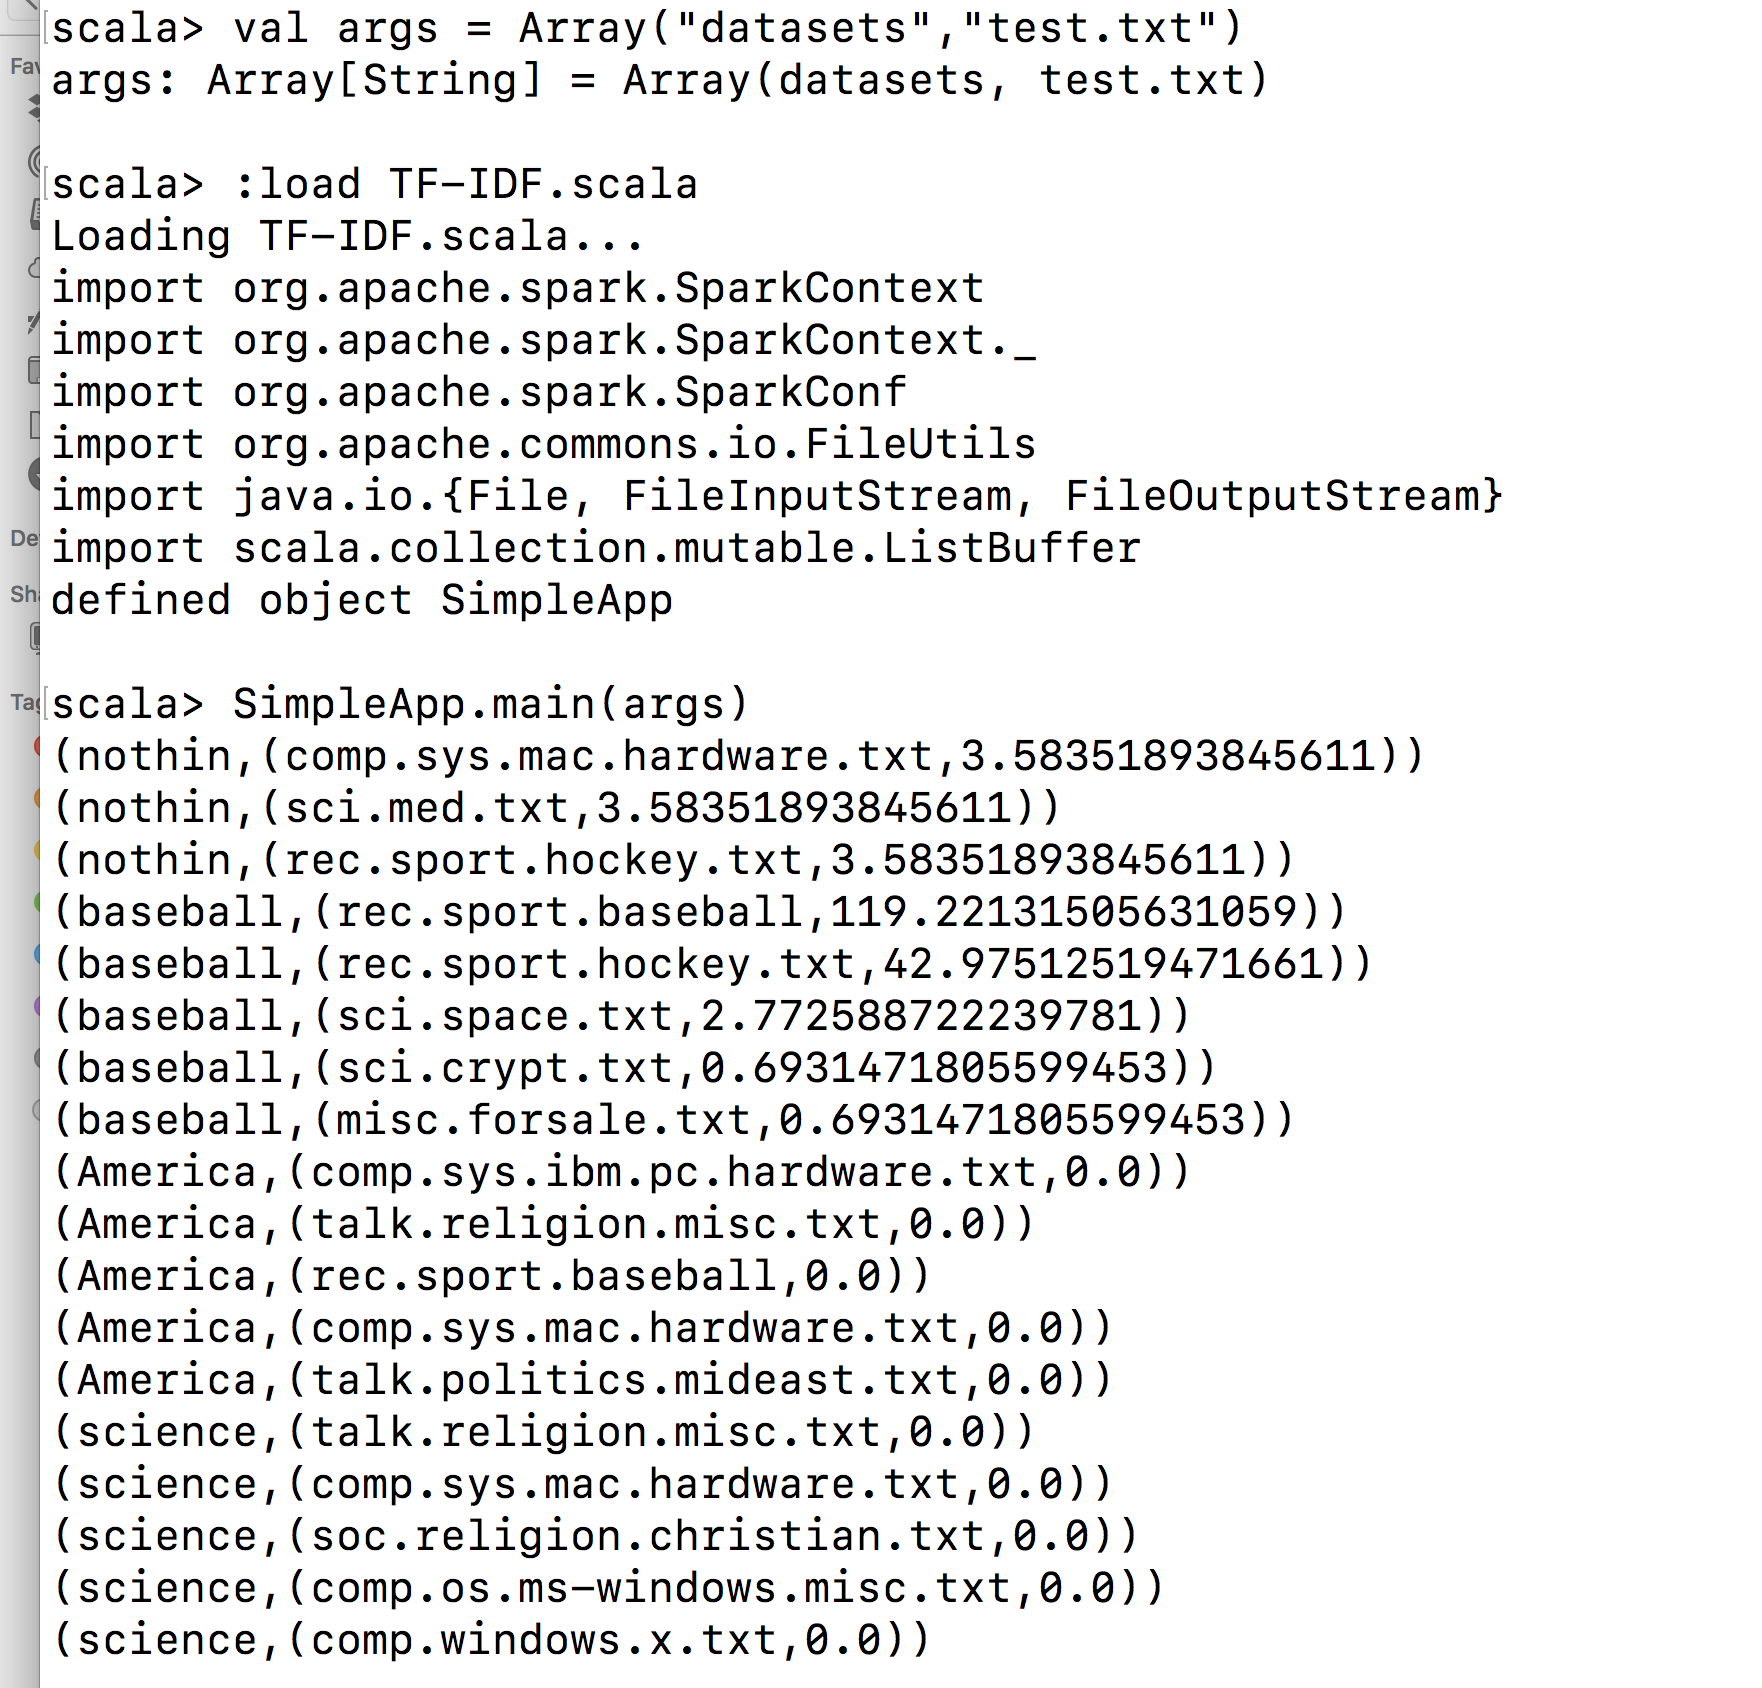 scala> val args = Array("datasets","test.txt")
args: Array[String] = Array(datasets, test.txt)
scala> :load TF-IDF.scala
Loading TF-IDF.scala...
import org.apache.spark.SparkContext
import org.apache.spark.SparkContext._
import org.apache.spark.SparkConf
import org.apache.commons.io.FileUtils
import java.io.{File, FileInputStream, FileOutputStream}
import scala.collection.mutable.ListBuffer
defined object SimpleApp
scala> SimpleApp.main(args)
(nothin,(comp.sys.mac.hardware.txt,3.58351893845611))
(nothin,(sci.med.txt,3.58351893845611))
(nothin,(rec.sport.hockey.txt,3.58351893845611))
(baseball,(rec.sport.baseball,119.22131505631059))
(baseball,(rec.sport.hockey.txt,42.97512519471661))
(baseball,(sci.space.txt,2.772588722239781))
(baseball,(sci.crypt.txt,0.6931471805599453))
(baseball,(misc.forsale.txt,0.6931471805599453))
(America,(comp.sys.ibm.pc.hardware.txt,0.0))
(America,(talk.religion.misc.txt,0.0))
(America,(rec.sport.baseball,0.0))
(America,(comp.sys.mac.hardware.txt,0.0))
(America,(talk.politics.mideast.txt,0.0))
(science,(talk.religion.misc.txt,0.0))
(science,(comp.sys.mac.hardware.txt,0.0))
(science,(soc.religion.christian.txt,0.0))
(science,(comp.os.ms-windows.misc.txt,0.0))
(science,(comp.windows.x.txt,0.0))